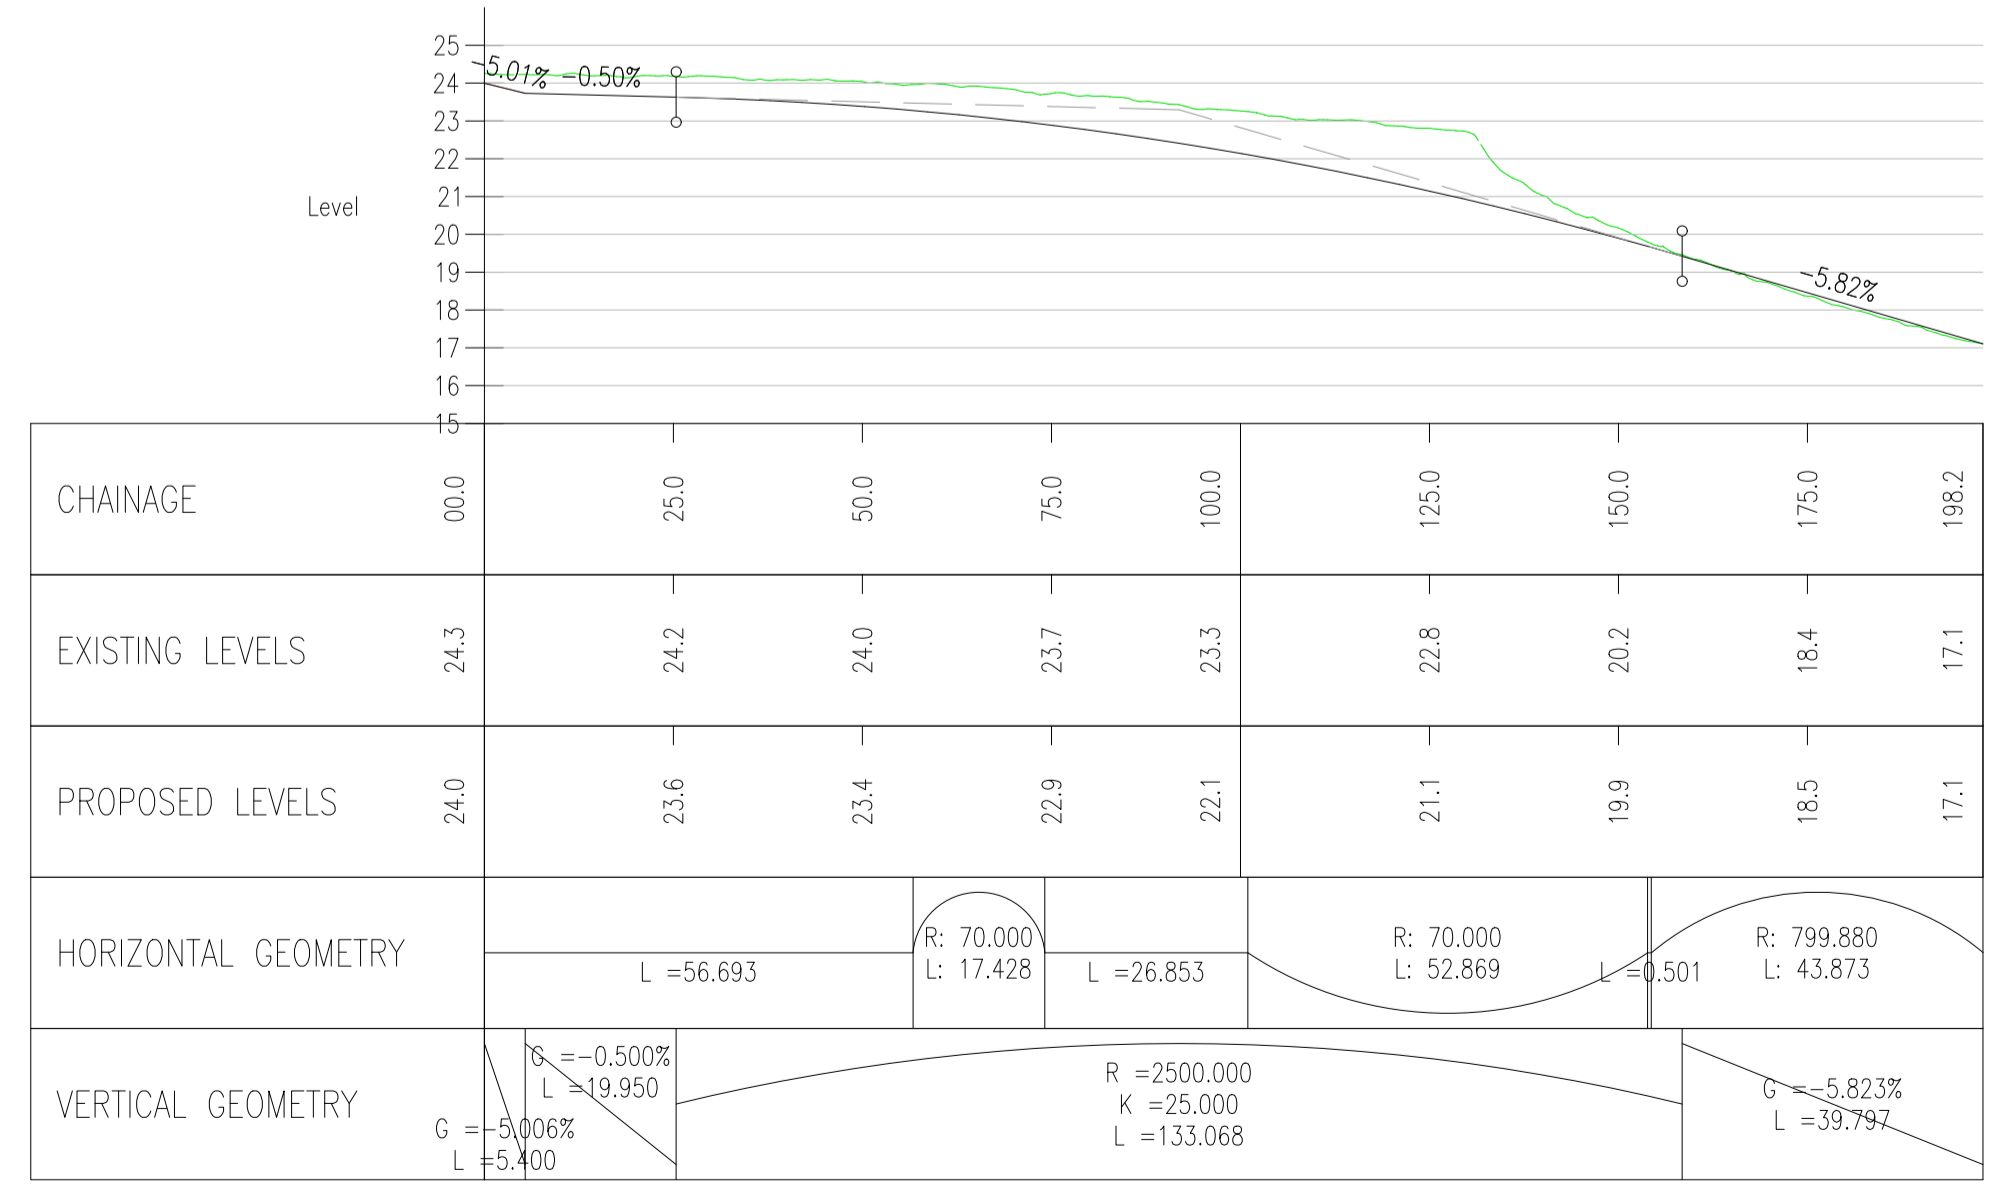 25
-5.01% -0.50%
24
23
22
21
Level
20
19
-5.82%
18
17
16
15
CHAINAGE 00.0 25.0 50.0 75.0 100.0 125.0 150.0 175.0 198.2
EXISTING LEVELS 24.3 24.2 24.0 23.7 23.3 22.8 20.2 18.4 17.1
PROPOSED LEVELS 24.0 23.6 23.4 22.9 22.1 21.1 19.9 18.5 17.1
HORIZONTAL GEOMETRY
L =56.693
R: 70.000
L: 17.428
L =26.853
R: 70.000
L: 52.869
L =0.501
R: 799.880
L: 43.873
VERTICAL GEOMETRY
G =-5.006%
L =5.400
G =-0.500%
L =19.950
R =2500.000
K =25.000
L =133.068
G =-5.823%
L =39.797